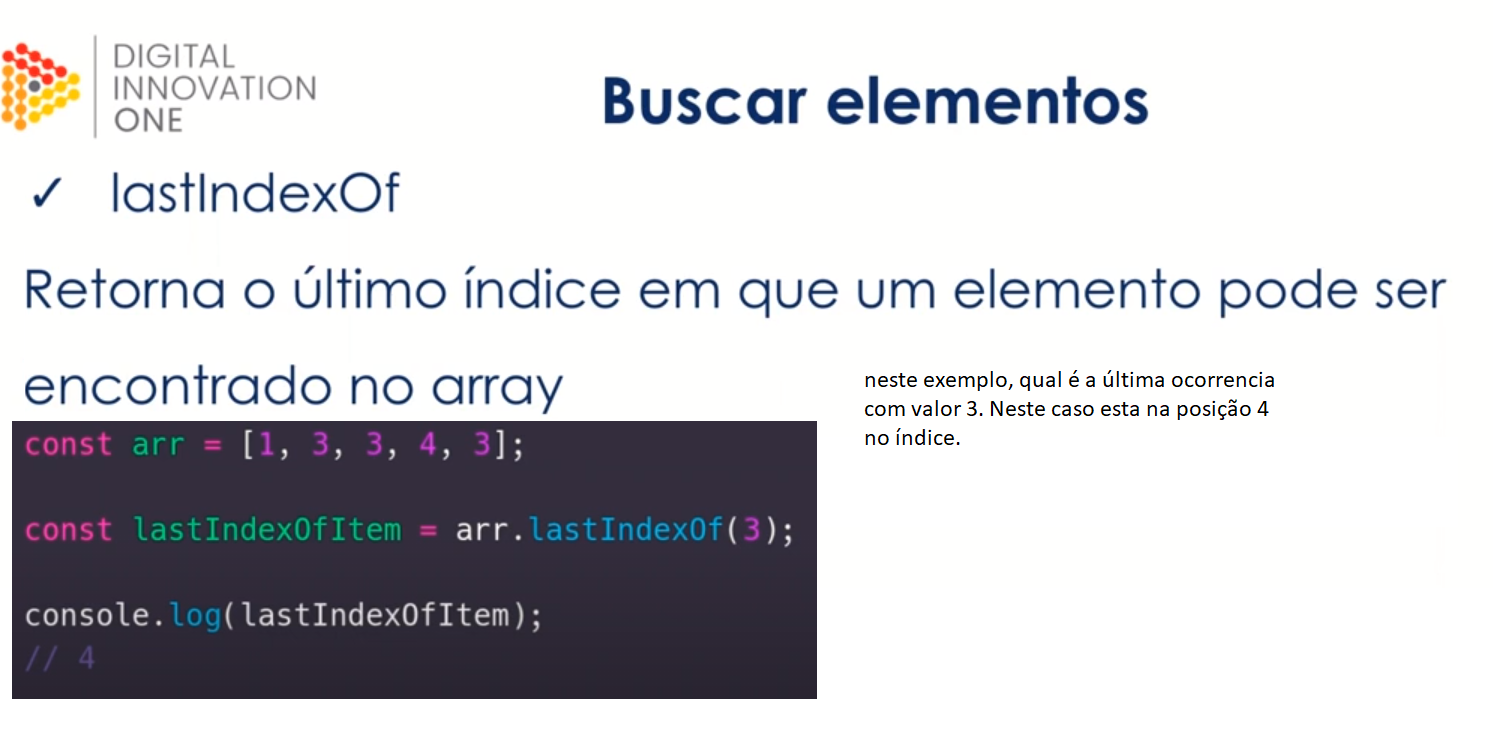 DIGITAL
INNOVATION
ONE
Buscar elementos
✓ lastIndexOf
Retorna o último índice em que um elemento pode ser
encontrado no array
neste exemplo, qual é a última ocorrencia
com valor 3. Neste caso esta na posição 4
no índice.
const arr = [1, 3, 3, 4, 3];
const lastIndexOfItem = arr.lastIndexOf(3);
console.log(lastIndexOfItem);
// 4